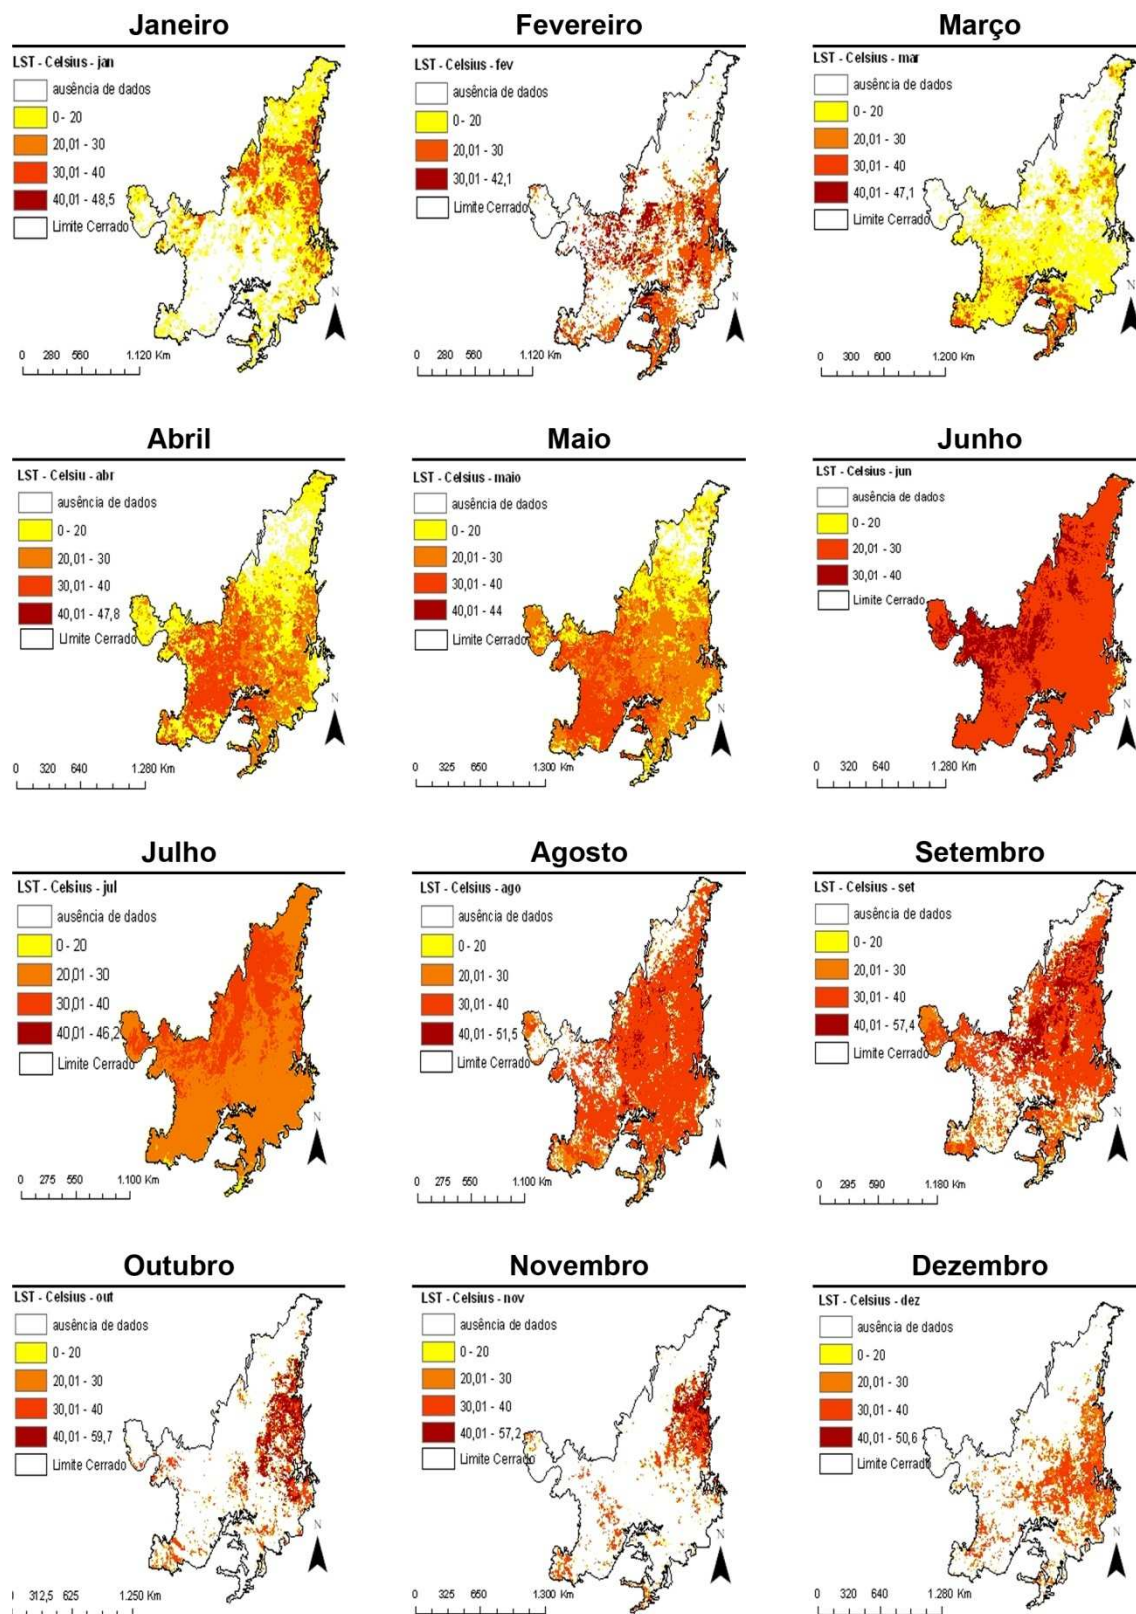 Janeiro
LST - Celsius - jan
ausência de dados
0 - 20
20,01 - 30
30,01 - 40
40,01 - 48,5
Limite Cerrado
N
0 280 560 1.120 Km
Fevereiro
LST - Celsius - fev
ausência de dados
0 - 20
20,01 - 30
30,01 - 42,1
Limite Cerrado
N
0 280 560 1.120 Km
Março
LST - Celsius - mar
ausência de dados
0 - 20
20,01 - 30
30,01 - 40
40,01 - 47,1
Limite Cerrado
N
0 300 600 1.200 Km
Abril
LST - Celsiu - abr
ausência de dados
0 - 20
20,01 - 30
30,01 - 40
40,01 - 47,8
LImite Cerrado
N
0 320 640 1.280 Km
Maio
LST - Celsius - maio
ausência de dados
0 - 20
20,01 - 30
30,01 - 40
40,01 - 44
Limite Cerrado
N
0 325 650 1.300 Km
Junho
LST - Celsius - jun
ausência de dados
0 - 20
20,01 - 30
30,01 - 40
Limite Cerrado
N
0 320 640 1.280 Km
Julho
LST - Celsius - jul
ausência de dados
0 - 20
20,01 - 30
30,01 - 40
40,01 - 46,2
Limite Cerrado
N
0 275 550 1.100 Km
Agosto
LST - Celsius - ago
ausência de dados
0 - 20
20,01 - 30
30,01 - 40
40,01 - 51,5
Limite Cerrado
N
0 275 550 1.100 Km
Setembro
LST - Celsius - set
ausência de dados
0 - 20
20,01 - 30
30,01 - 40
40,01 - 57,4
Limite Cerrado
N
0 295 590 1.180 Km
Outubro
LST - Celsius - out
ausência de dados
0 - 20
20,01 - 30
30,01 - 40
40,01 - 59,7
Limite Cerrado
N
0 312,5 625 1.250 Km
Novembro
LST - Celsius - nov
ausência de dados
0 - 20
20,01 - 30
30,01 - 40
40,01 - 57,2
Limite Cerrado
N
0 325 650 1.300 Km
Dezembro
LST - Celsius - dez
ausência de dados
0 - 20
20,01 - 30
30,01 - 40
40,01 - 50,6
Limite Cerrado
N
0 320 640 1.280 Km